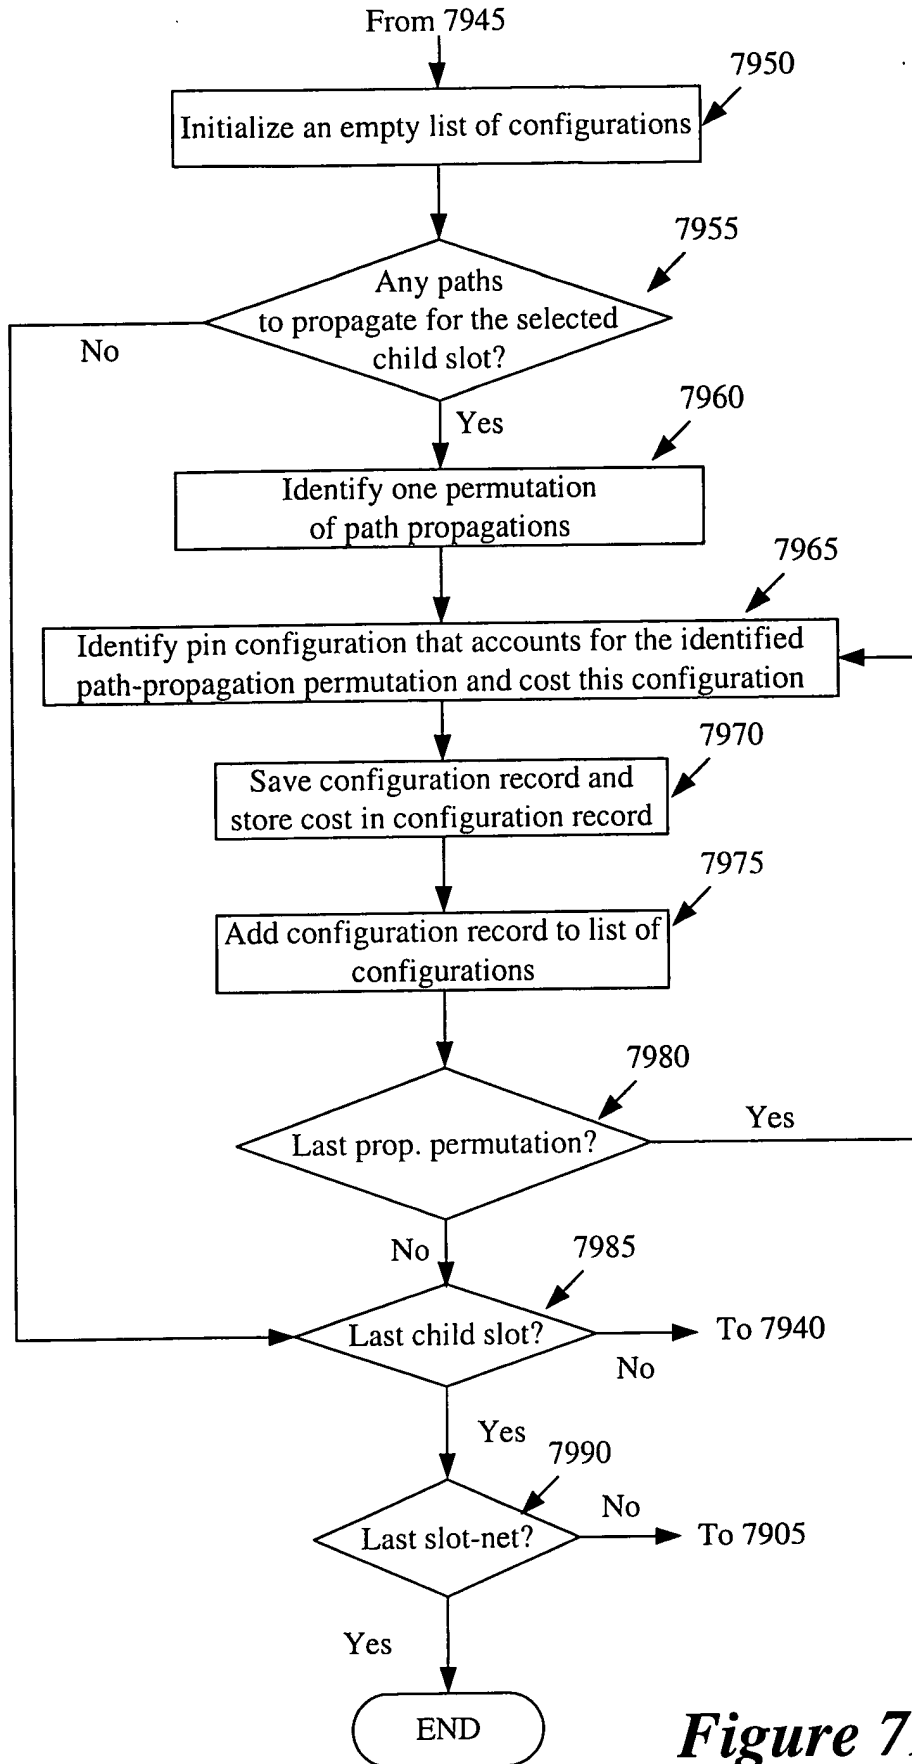 From 7945
7950
Initialize an empty list of configurations
7955
Any paths
to propagate for the selected
child slot?
No
7960
Yes
Identify one permutation
of path propagations
7965
Identify pin configuration that accounts for the identified
path-propagation permutation and cost this configuration
7970
Save configuration record and
store cost in configuration record
7975
Add configuration record to list of
configurations
7980
Last prop. permutation?
Yes
No
7985
Last child slot?
To 7940
No
Yes
7990
Last slot-net?
No
To 7905
Yes
END
Figure 7